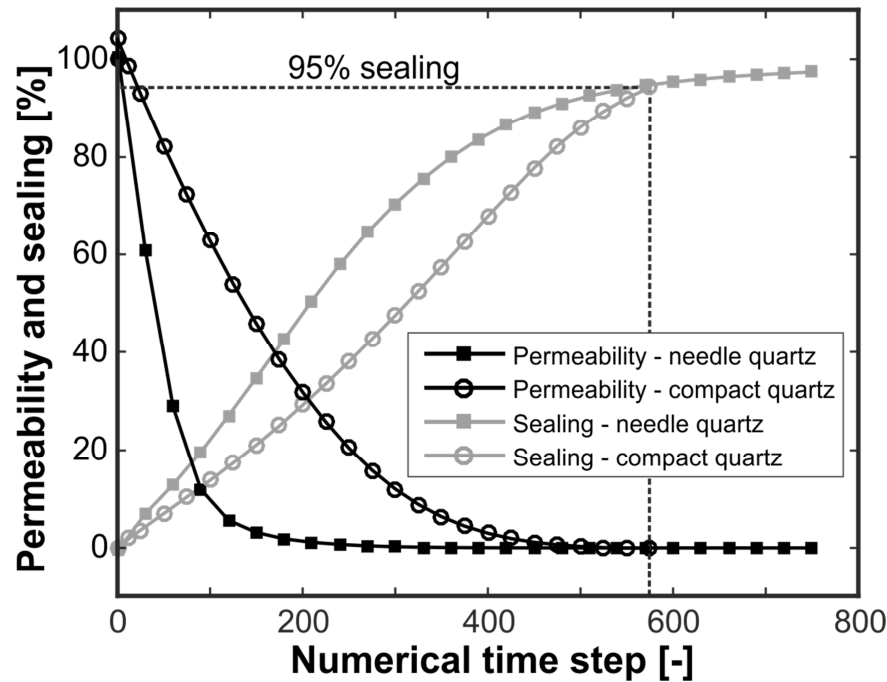 Permeability and sealing [%]
100
80
60
40
20
0
95% sealing
Permeability - needle quartz
Permeability - compact quartz
Sealing - needle quartz
Sealing - compact quartz
0
200
400
600
800
Numerical time step [-]